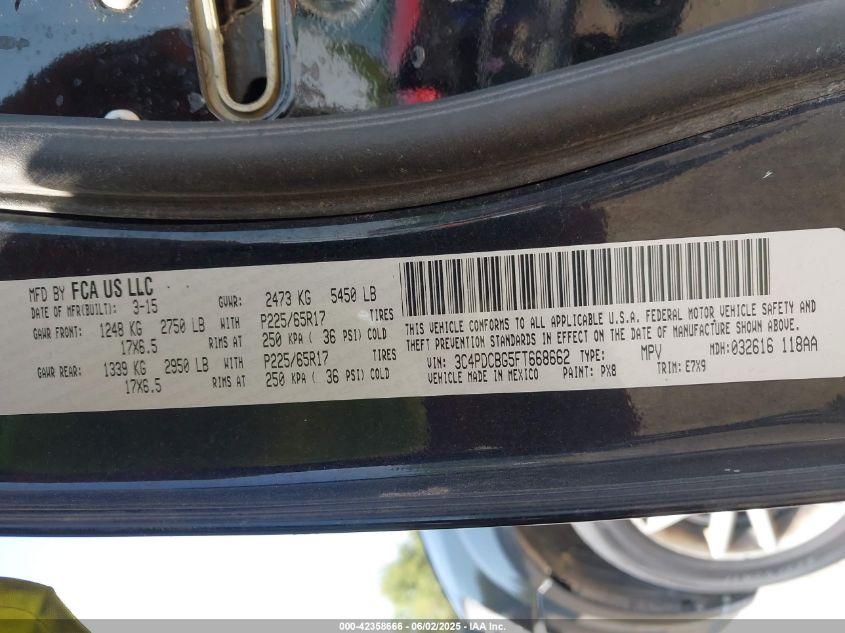 MFD BY FCA US LLC
DATE OF MFR(BUILT): 3-15 GVWR: 2473 KG 5450 LB
GAWR FRONT: 1248 KG 2750 LB WITH P225/65R17 TIRES
17X6.5 RIMS AT 250 KPA ( 36 PSI) COLD
GAWR REAR: 1339 KG 2950 LB WITH P225/65R17 TIRES
17X6.5 RIMS AT 250 KPA ( 36 PSI) COLD
THIS VEHICLE CONFORMS TO ALL APPLICABLE U.S.A. FEDERAL MOTOR VEHICLE SAFETY AND
THEFT PREVENTION STANDARDS IN EFFECT ON THE DATE OF MANUFACTURE SHOWN ABOVE.
VIN: 3C4PDCBG5FT668662 TYPE: MPV MDH:032616 118AA
VEHICLE MADE IN MEXICO PAINT: PX8 TRIM: E7X9
000-42358666 - 06/02/2025 - IAA Inc.